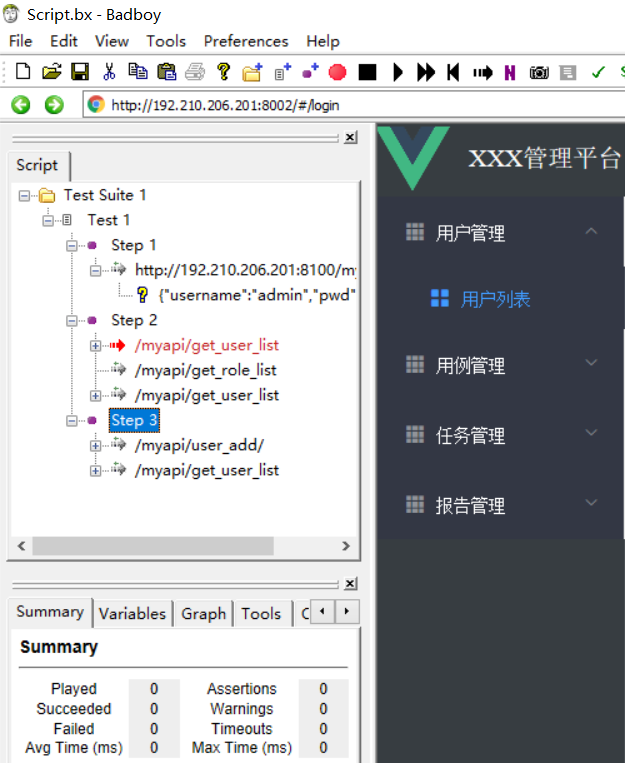 Script.bx - Badboy
File Edit View Tools Preferences Help
http://192.210.206.201:8002/#/login
Script
Test Suite 1
Test 1
Step 1
http://192.210.206.201:8100/my
{"username":"admin","pwd"
Step 2
/myapi/get_user_list
/myapi/get_role_list
/myapi/get_user_list
Step 3
/myapi/user_add/
/myapi/get_user_list
XXX管理平台
用户管理
用户列表
用例管理
任务管理
报告管理
Summary Variables Graph Tools C
Summary
Played 0 Assertions 0
Succeeded 0 Warnings 0
Failed 0 Timeouts 0
Avg Time (ms) 0 Max Time (ms) 0